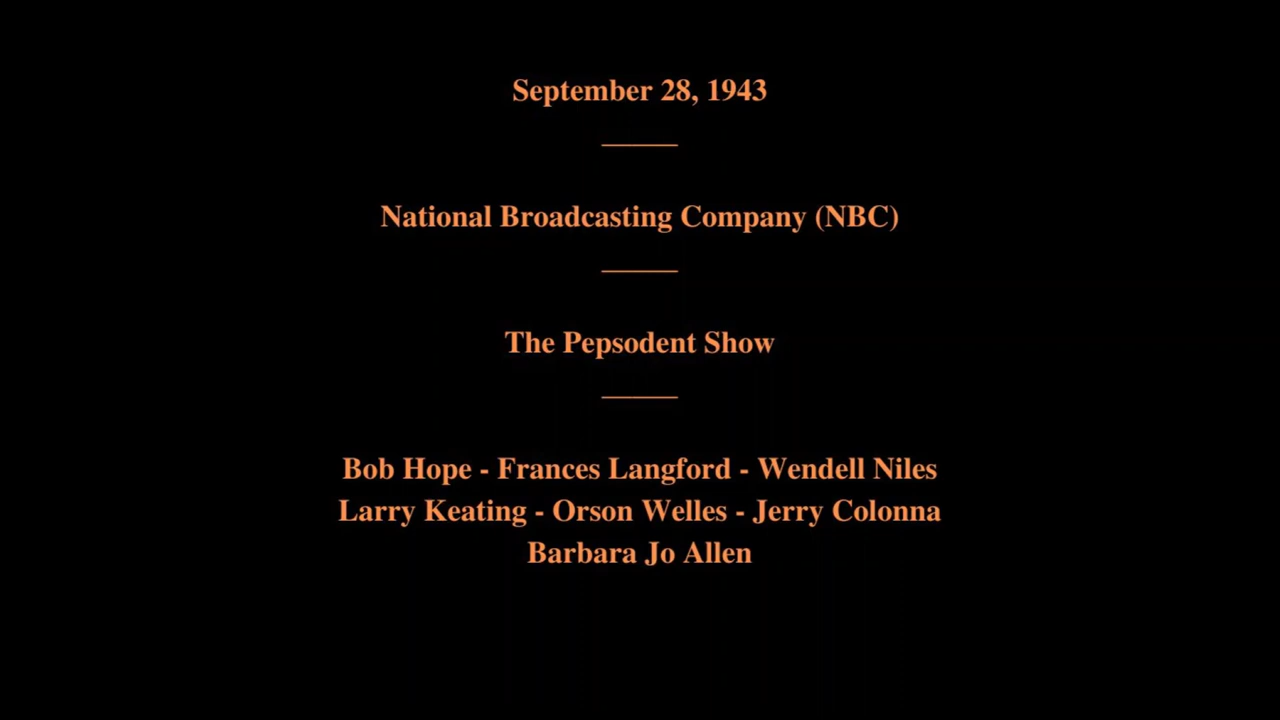 September 28, 1943
National Broadcasting Company (NBC)
The Pepsodent Show
Bob Hope - Frances Langford - Wendell Niles
Larry Keating - Orson Welles - Jerry Colonna
Barbara Jo Allen